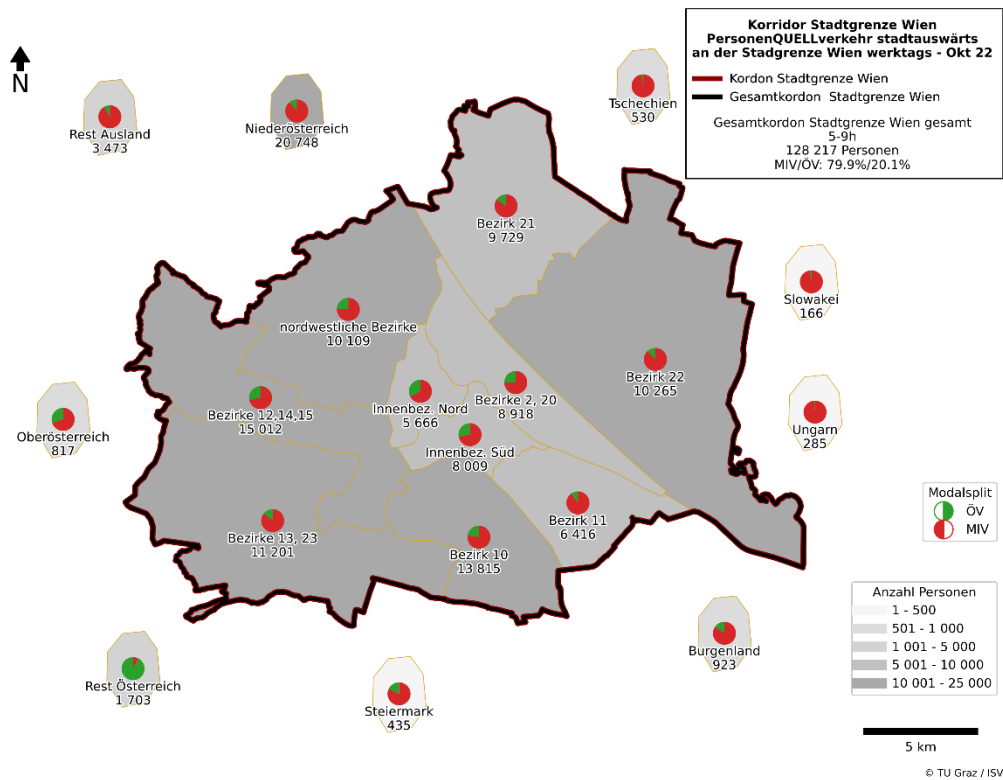 Korridor Stadtgrenze Wien
PersonenQUELLverkehr stadtauswärts
an der Stadgrenze Wien werktags - Okt 22
Kordon Stadtgrenze Wien
Gesamtkordon Stadtgrenze Wien
Gesamtkordon Stadtgrenze Wien gesamt
5-9h
128 217 Personen
MIV/ÖV: 79.9%/20.1%
N
Rest Ausland
3 473
Niederösterreich
20 748
Tschechien
530
Bezirk 21
9 729
Slowakei
166
nordwestliche Bezirke
10 109
Bezirk 22
10 265
Bezirke 12,14,15
15 012
Innenbez. Nord
5 666
Bezirke 2, 20
8 918
Oberösterreich
817
Ungarn
285
Innenbez. Süd
8 009
Bezirk 11
6 416
Bezirke 13, 23
11 201
Bezirk 10
13 815
Modalsplit
ÖV
MIV
Anzahl Personen
1 - 500
501 - 1 000
1 001 - 5 000
5 001 - 10 000
10 001 - 25 000
Burgenland
923
Rest Österreich
1 703
Steiermark
435
5 km
© TU Graz / ISV